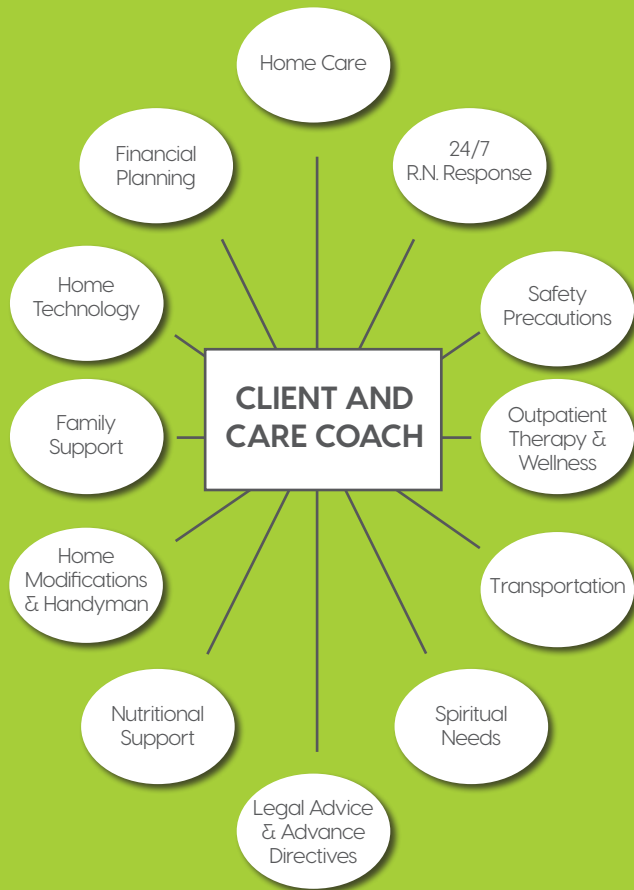 Home Care
Financial
Planning
24/7
R.N. Response
Home
Technology
Safety
Precautions
CLIENT AND
CARE COACH
Family
Support
Outpatient
Therapy &
Wellness
Home
Modifications
& Handyman
Transportation
Nutritional
Support
Spiritual
Needs
Legal Advice
& Advance
Directives